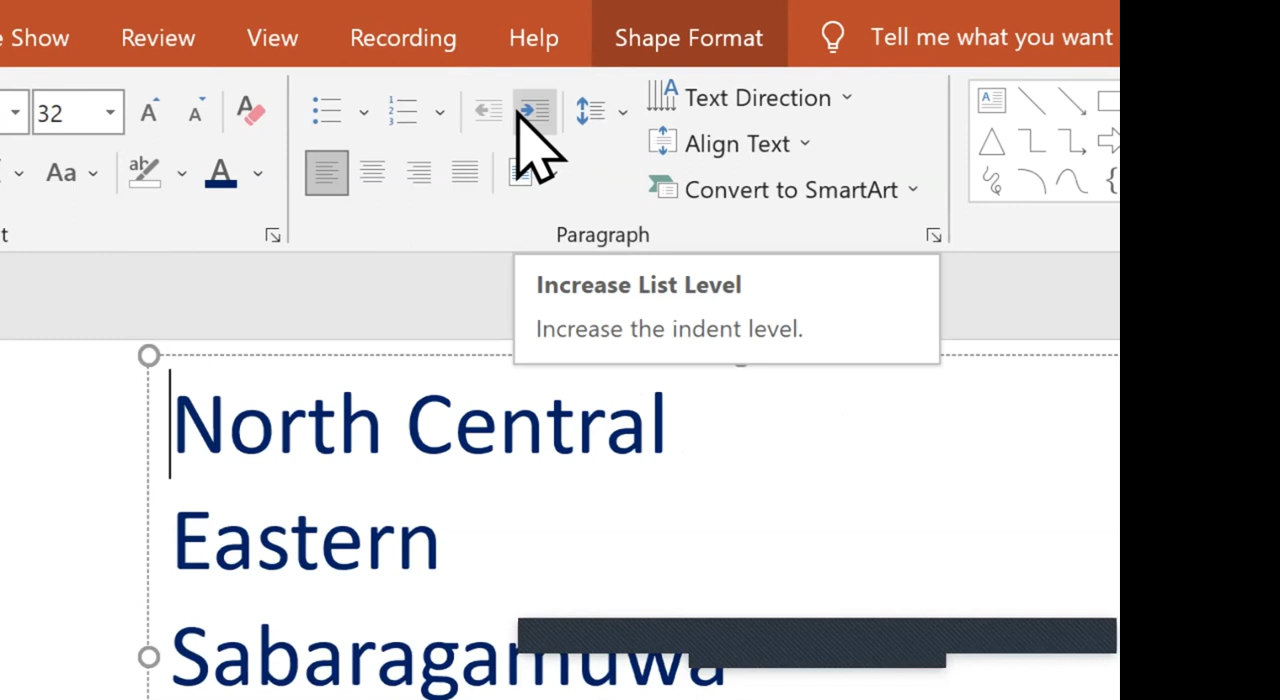 Show Review View Recording Help Shape Format Tell me what you want
32 Text Direction
Aa Align Text
Convert to SmartArt
Paragraph
Increase List Level
Increase the indent level.
North Central
Eastern
Sabaragamuwa